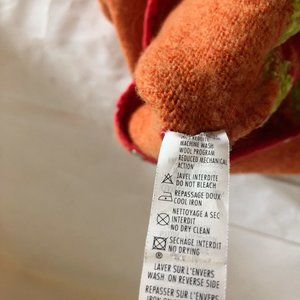 MACHINE WASH
WOOL PROGRAM
REDUCED MECHANICAL
ACTION
JAVEL INTERDITE
DO NOT BLEACH
REPASSAGE DOUX
COOL IRON
NETTOYAGE A SEC
INTERDIT
NO DRY CLEAN
SECHAGE INTERDIT
NO DRYING
®
LAVER SUR L'ENVERS
WASH ON REVERSE SIDE
REPASSER SUR L'ENVERS